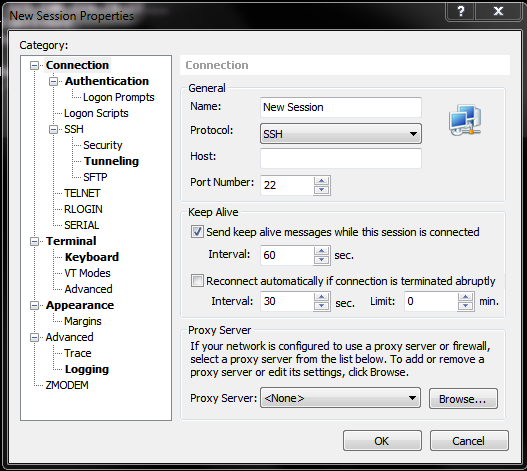 New Session Properties
?
Category:
Connection
Authentication
Logon Prompts
Logon Scripts
SSH
Security
Tunneling
SFTP
TELNET
RLOGIN
SERIAL
Terminal
Keyboard
VT Modes
Advanced
Appearance
Margins
Advanced
Trace
Logging
ZMODEM
Connection
General
Name: New Session
Protocol: SSH
Host:
Port Number: 22
Keep Alive
Send keep alive messages while this session is connected
Interval: 60 sec.
Reconnect automatically if connection is terminated abruptly
Interval: 30 sec. Limit: 0 min.
Proxy Server
If your network is configured to use a proxy server or firewall,
select a proxy server from the list below. To add or remove a
proxy server or edit its settings, click Browse.
Proxy Server: <None> Browse...
OK Cancel